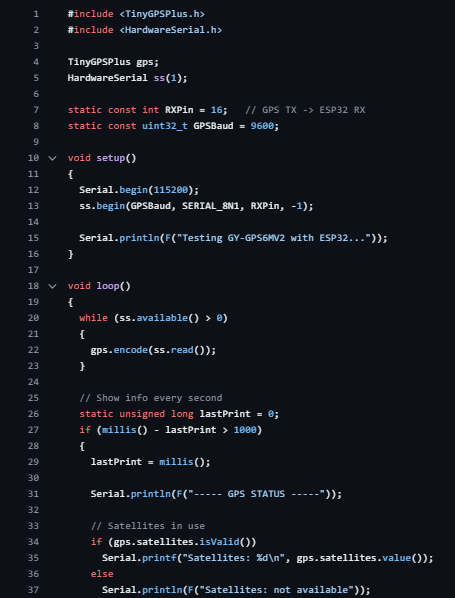 1 #include <TinyGPSPlus.h>
2 #include <HardwareSerial.h>
3
4 TinyGPSPlus gps;
5 HardwareSerial ss(1);
6
7 static const int RXPin = 16;   // GPS TX -> ESP32 RX
8 static const uint32_t GPSBaud = 9600;
9
10 void setup()
11 {
12   Serial.begin(115200);
13   ss.begin(GPSBaud, SERIAL_8N1, RXPin, -1);
14
15   Serial.println(F("Testing GY-GPS6MV2 with ESP32..."));
16 }
17
18 void loop()
19 {
20   while (ss.available() > 0)
21   {
22     gps.encode(ss.read());
23   }
24
25   // Show info every second
26   static unsigned long lastPrint = 0;
27   if (millis() - lastPrint > 1000)
28   {
29     lastPrint = millis();
30
31     Serial.println(F("----- GPS STATUS -----"));
32
33     // Satellites in use
34     if (gps.satellites.isValid())
35       Serial.printf("Satellites: %d\n", gps.satellites.value());
36     else
37       Serial.println(F("Satellites: not available"));